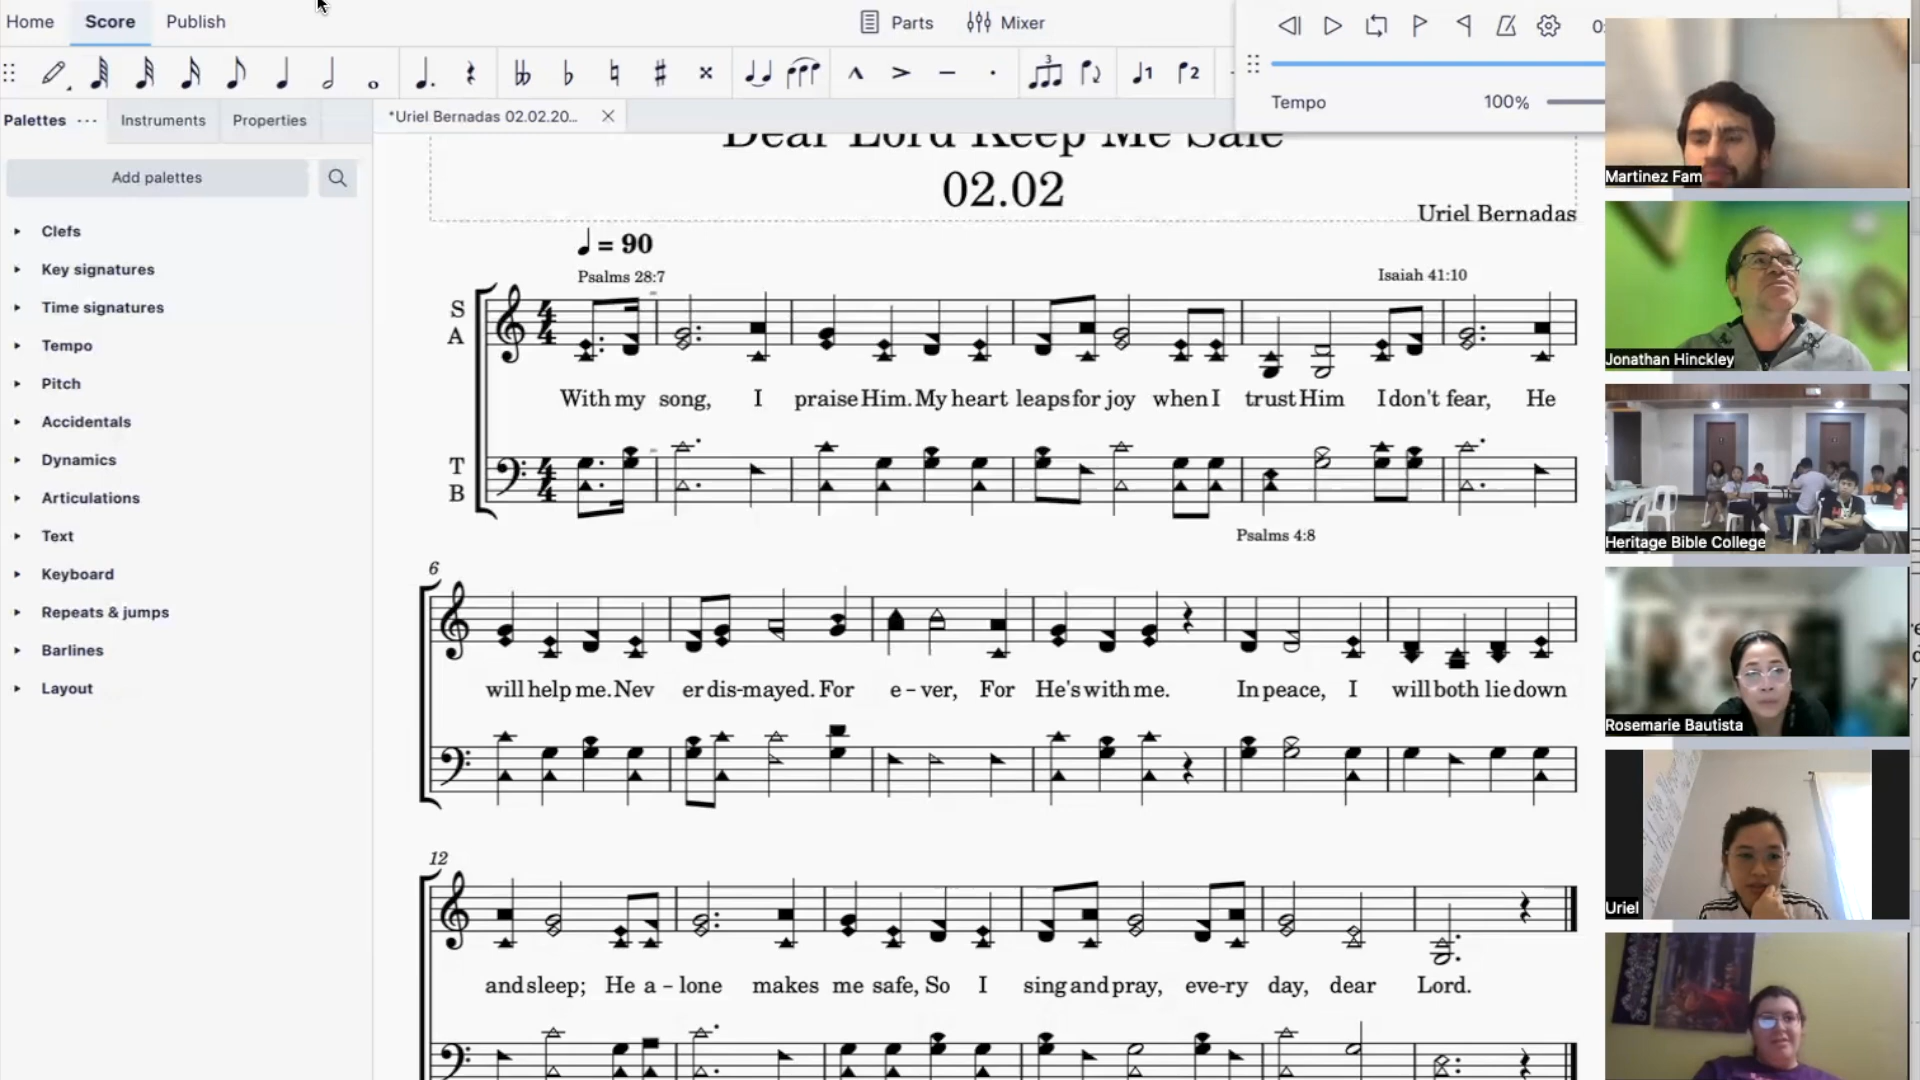 Home Score Publish Parts Mixer
Tempo 100%
Palettes ... Instruments Properties *Uriel Bernadas 02.02.20...
Add palettes
Clefs
Key signatures
Time signatures
Tempo
Pitch
Accidentals
Dynamics
Articulations
Text
Keyboard
Repeats & jumps
Barlines
Layout
Dear Lord Keep Me Safe
02.02
Uriel Bernadas
= 90
Psalms 28:7 Isaiah 41:10
S
A
With my song, I praise Him. My heart leaps for joy when I trust Him I don't fear, He
T
B
Psalms 4:8
6
will help me. Nev er dis-mayed. For e-ver, For He's with me. In peace, I will both lie down
12
and sleep; He a-lone makes me safe, So I sing and pray, eve-ry day, dear Lord.
Martinez Fam
Jonathan Hinckley
Heritage Bible College
Rosemarie Bautista
Uriel